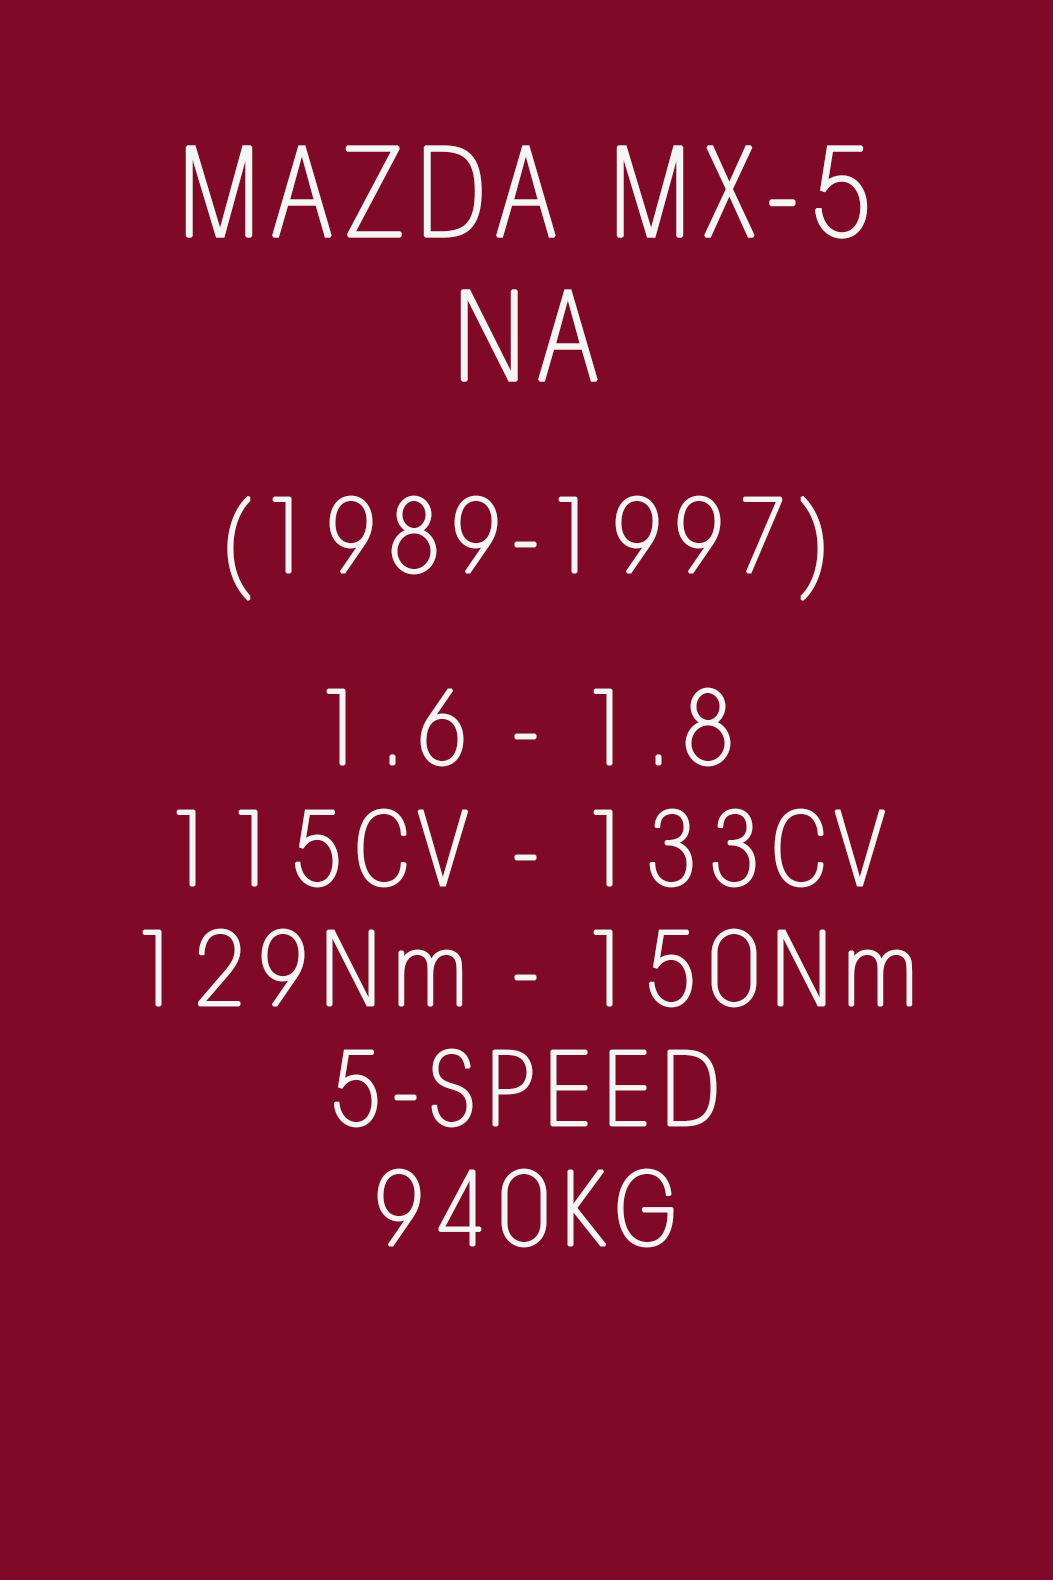 MAZDA MX-5
NA
(1989-1997)
1.6 - 1.8
115CV - 133CV
129Nm - 150Nm
5-SPEED
940KG